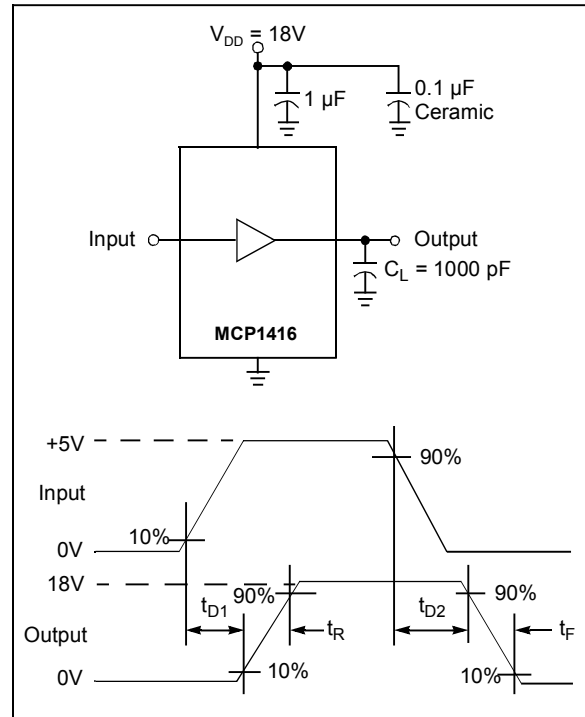 V_DD = 18V
1 µF
0.1 µF
Ceramic
Input
Output
C_L = 1000 pF
MCP1416
+5V
90%
Input
10%
0V
18V
90%
t_D1
t_R
t_D2
90%
t_F
Output
10%
10%
0V